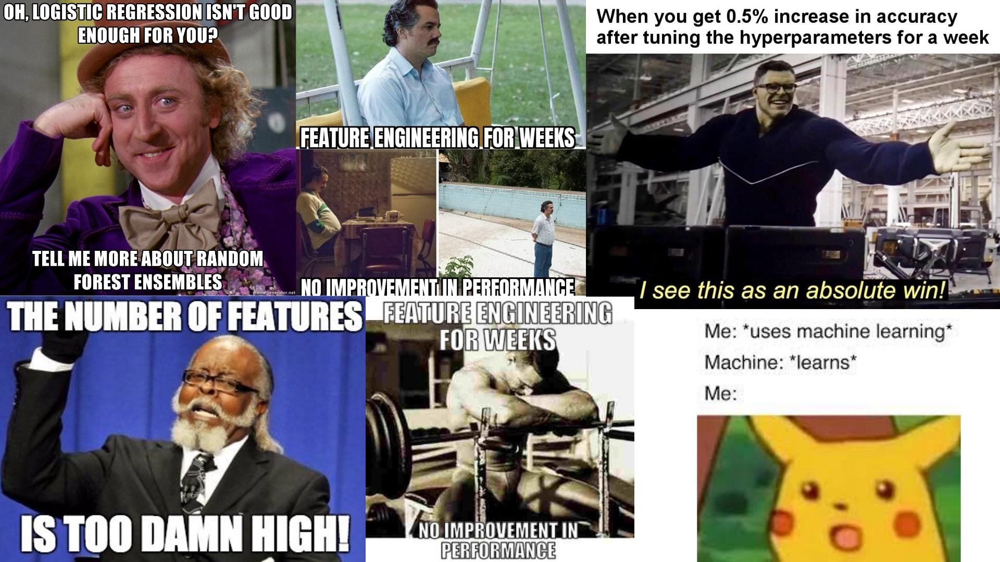 OH, LOGISTIC REGRESSION ISN'T GOOD
ENOUGH FOR YOU?
TELL ME MORE ABOUT RANDOM
FOREST ENSEMBLES
memegenerator.net
FEATURE ENGINEERING FOR WEEKS
NO IMPROVEMENT IN PERFORMANCE
When you get 0.5% increase in accuracy
after tuning the hyperparameters for a week
I see this as an absolute win!
THE NUMBER OF FEATURES
IS TOO DAMN HIGH!
FEATURE ENGINEERING
FOR WEEKS
NO IMPROVEMENT IN
PERFORMANCE
Me: *uses machine learning*
Machine: *learns*
Me: